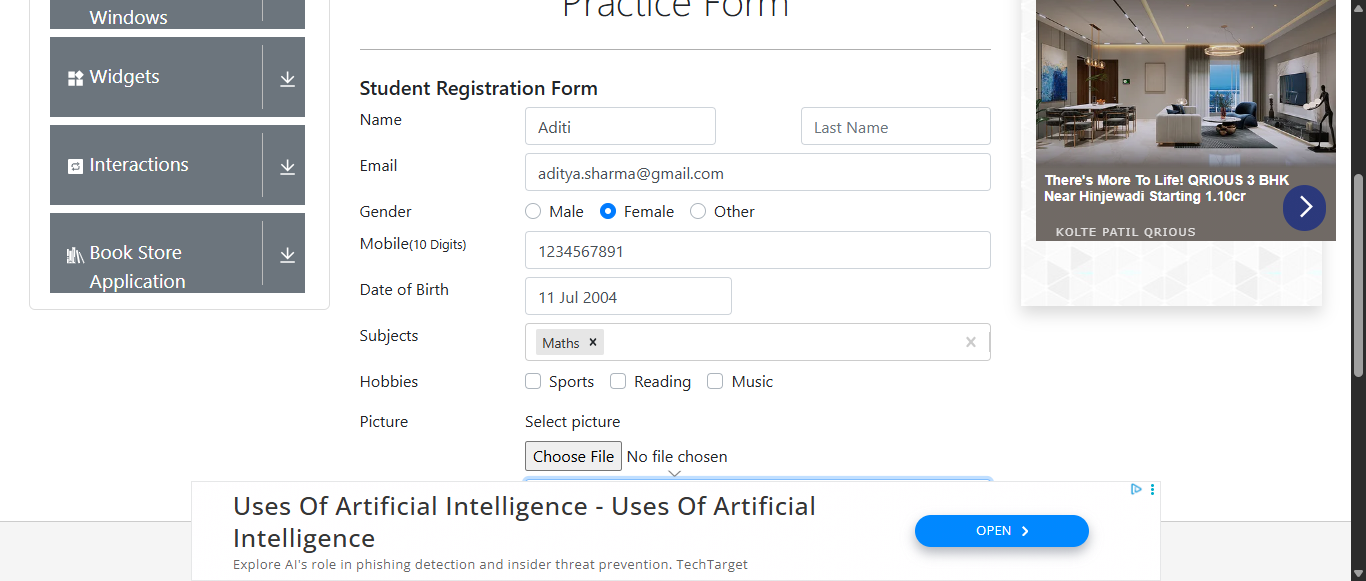 Practice Form
Windows
Widgets
Interactions
Book Store
Application
Student Registration Form
Name
Aditi
Last Name
Email
aditya.sharma@gmail.com
Gender
Male
Female
Other
Mobile(10 Digits)
1234567891
Date of Birth
11 Jul 2004
Subjects
Maths
Hobbies
Sports
Reading
Music
Picture
Select picture
Choose File No file chosen
There's More To Life! QRIOUS 3 BHK
Near Hinjewadi Starting 1.10cr
KOLTE PATIL QRIOUS
Uses Of Artificial Intelligence - Uses Of Artificial
Intelligence
Explore AI's role in phishing detection and insider threat prevention. TechTarget
OPEN